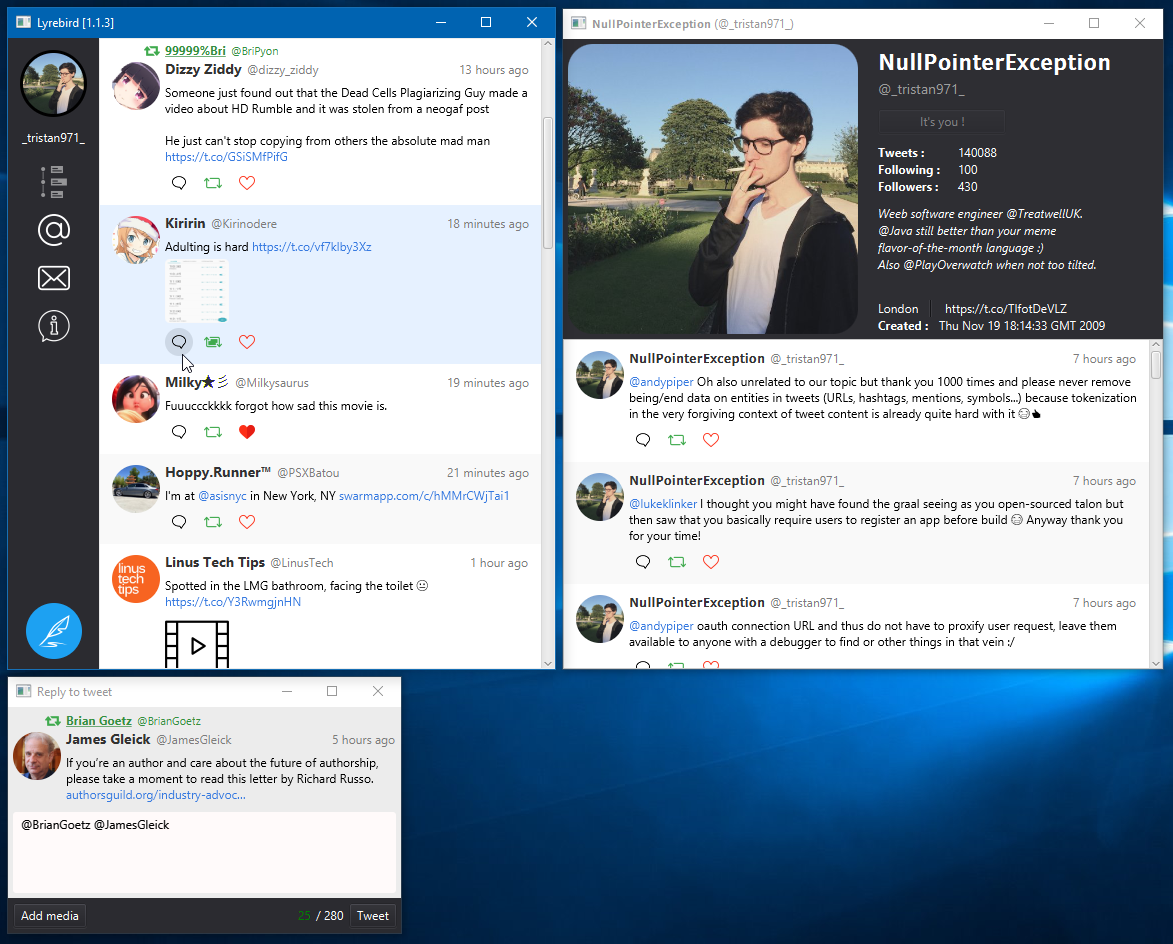 Lyrebird [1.1.3]
_tristan971_
99999%Bri @BriPyon
Dizzy Ziddy @dizzy_ziddy 13 hours ago
Someone just found out that the Dead Cells Plagiarizing Guy made a
video about HD Rumble and it was stolen from a neogaf post
He just can't stop copying from others the absolute mad man
https://t.co/GSiSMfPifG
Kiririn @Kirinodere 18 minutes ago
Adulting is hard https://t.co/vf7klby3Xz
Milky★彡 @Milkysaurus 19 minutes ago
Fuuuccckkkk forgot how sad this movie is.
Hoppy.Runner™ @PSXBatou 21 minutes ago
I'm at @asisnyc in New York, NY swarmapp.com/c/hMMrCWjTai1
linus
tech
tips
Linus Tech Tips @LinusTech 1 hour ago
Spotted in the LMG bathroom, facing the toilet 😐
https://t.co/Y3RwmgjnHN
NullPointerException (@_tristan971_)
NullPointerException
@_tristan971_
It's you !
Tweets : 140088
Following : 100
Followers : 430
Weeb software engineer @TreatwellUK.
@Java still better than your meme
flavor-of-the-month language :)
Also @PlayOverwatch when not too tilted.
London https://t.co/TlfotDeVLZ
Created : Thu Nov 19 18:14:33 GMT 2009
NullPointerException @_tristan971_ 7 hours ago
@andypiper Oh also unrelated to our topic but thank you 1000 times and please never remove
being/end data on entities in tweets (URLs, hashtags, mentions, symbols...) because tokenization
in the very forgiving context of tweet content is already quite hard with it
NullPointerException @_tristan971_ 7 hours ago
@lukeklinker I thought you might have found the graal seeing as you open-sourced talon but
then saw that you basically require users to register an app before build Anyway thank you
for your time!
NullPointerException @_tristan971_ 7 hours ago
@andypiper oauth connection URL and thus do not have to proxify user request, leave them
available to anyone with a debugger to find or other things in that vein :/
Reply to tweet
Brian Goetz @BrianGoetz
James Gleick @JamesGleick 5 hours ago
If you're an author and care about the future of authorship,
please take a moment to read this letter by Richard Russo.
authorsguild.org/industry-advoc...
@BrianGoetz @JamesGleick
Add media 25 / 280 Tweet